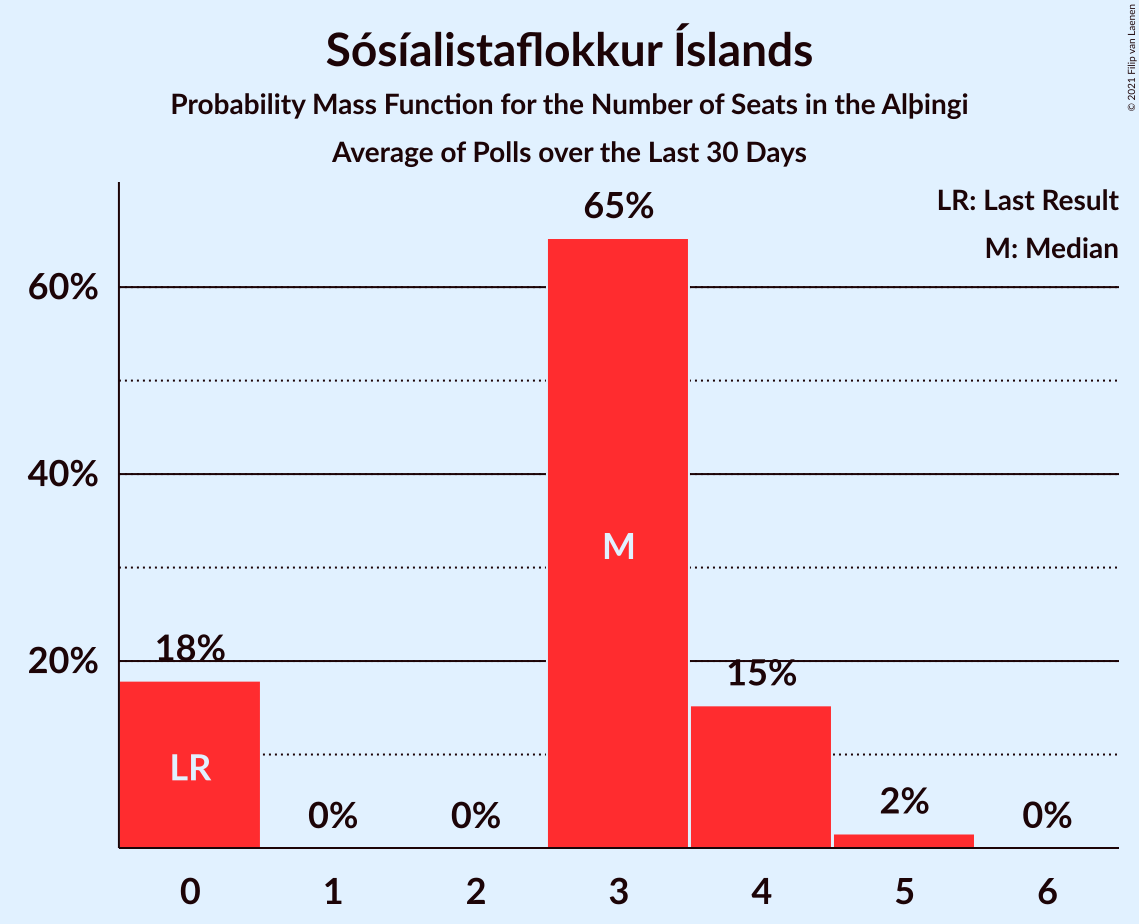 Sósíalistaflokkur Íslands
Probability Mass Function for the Number of Seats in the Alþingi
Average of Polls over the Last 30 Days
© 2021 Filip van Laenen
LR: Last Result
M: Median
65%
60%
40%
M
20%
18%
15%
LR
0%
0%
2%
0%
0 1 2 3 4 5 6